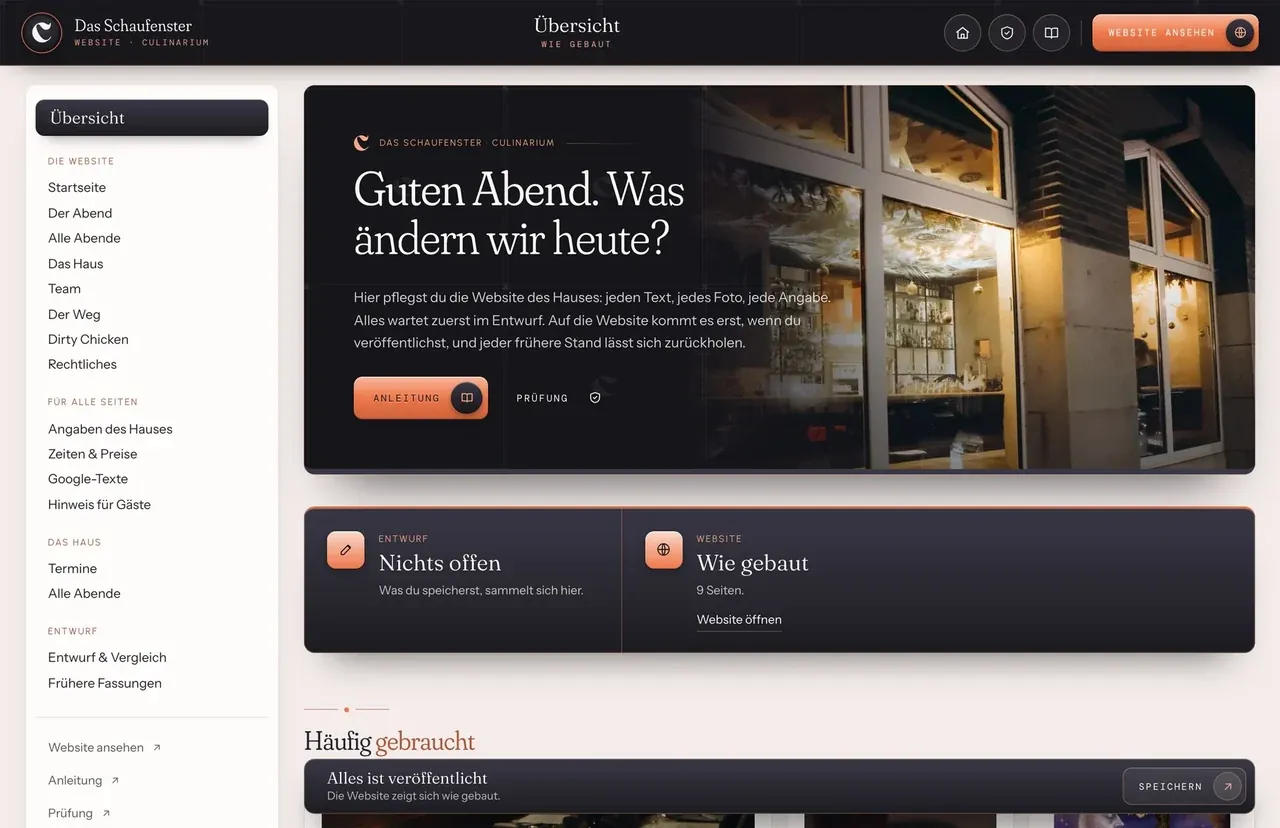 Das Schaufenster
WEBSITE · CULINARIUM
Übersicht
WIE GEBAUT
WEBSITE ANSEHEN
Übersicht
DIE WEBSITE
Startseite
Der Abend
Alle Abende
Das Haus
Team
Der Weg
Dirty Chicken
Rechtliches
FÜR ALLE SEITEN
Angaben des Hauses
Zeiten & Preise
Google-Texte
Hinweis für Gäste
DAS HAUS
Termine
Alle Abende
ENTWURF
Entwurf & Vergleich
Frühere Fassungen
Website ansehen
Anleitung
Prüfung
DAS SCHAUFENSTER · CULINARIUM
Guten Abend. Was
ändern wir heute?
Hier pflegst du die Website des Hauses: jeden Text, jedes Foto, jede Angabe.
Alles wartet zuerst im Entwurf. Auf die Website kommt es erst, wenn du
veröffentlichst, und jeder frühere Stand lässt sich zurückholen.
ANLEITUNG
PRÜFUNG
ENTWURF
Nichts offen
Was du speicherst, sammelt sich hier.
WEBSITE
Wie gebaut
9 Seiten.
Website öffnen
Häufig gebraucht
Alles ist veröffentlicht
Die Website zeigt sich wie gebaut.
SPEICHERN